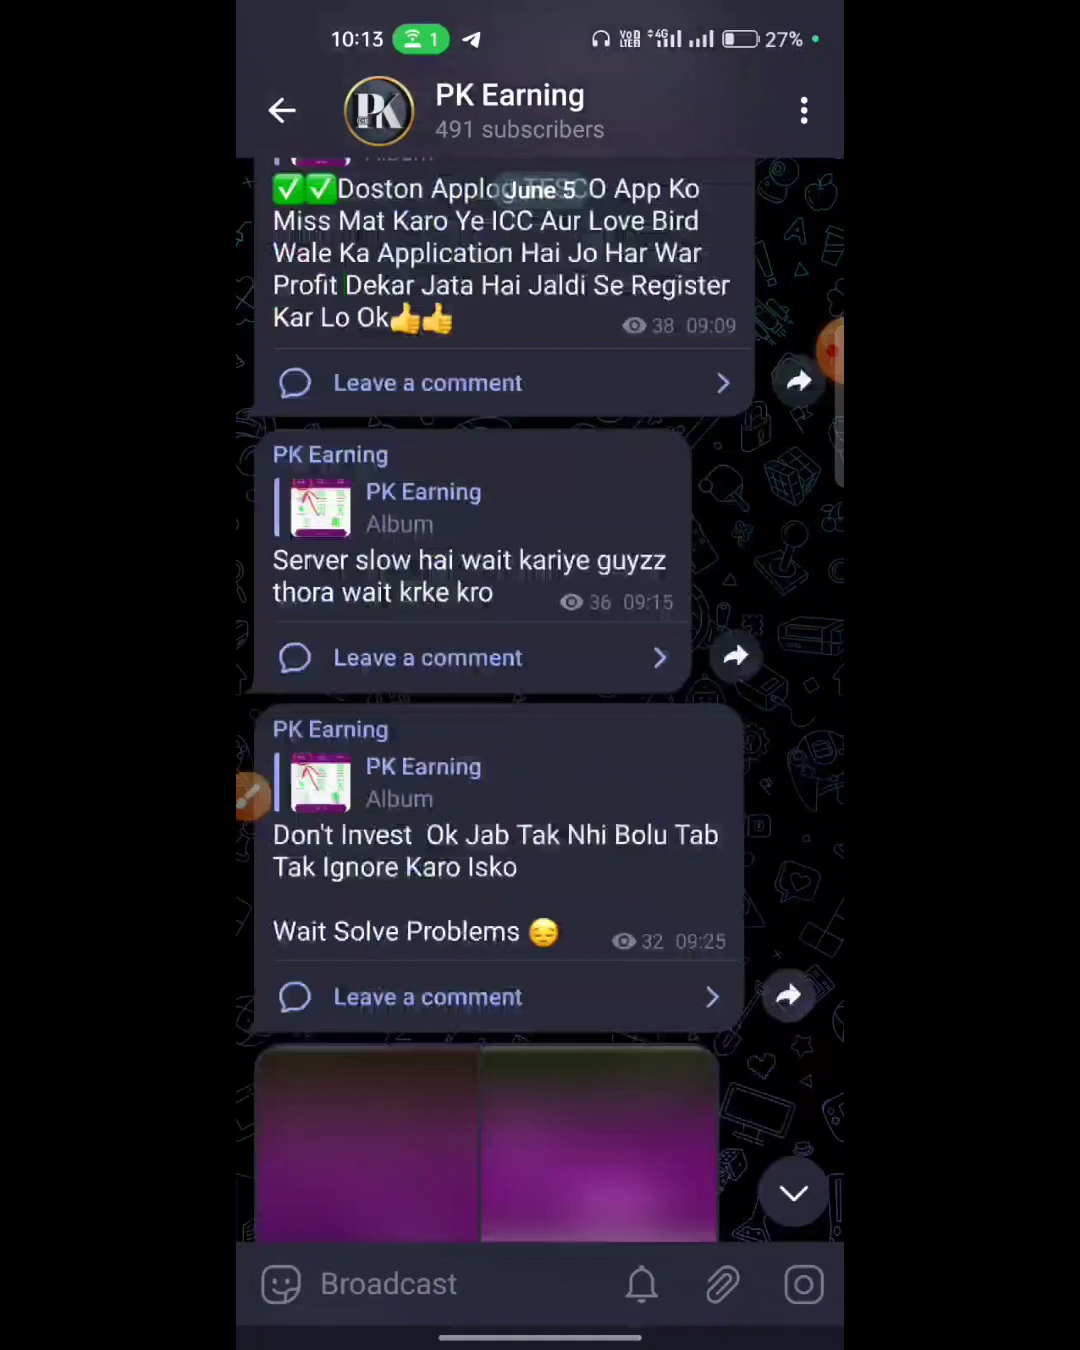 10:13
1
VoD
LTE
4G
27%
PK Earning
491 subscribers
June 5
✅✅Doston App App Ko
Miss Mat Karo Ye ICC Aur Love Bird
Wale Ka Application Hai Jo Har War
Profit Dekar Jata Hai Jaldi Se Register
Kar Lo Ok👍👍
38 09:09
Leave a comment
PK Earning
PK Earning
Album
Server slow hai wait kariye guyzz
thora wait krke kro
36 09:15
Leave a comment
PK Earning
PK Earning
Album
Don't Invest Ok Jab Tak Nhi Bolu Tab
Tak Ignore Karo Isko
Wait Solve Problems 😔
32 09:25
Leave a comment
Broadcast